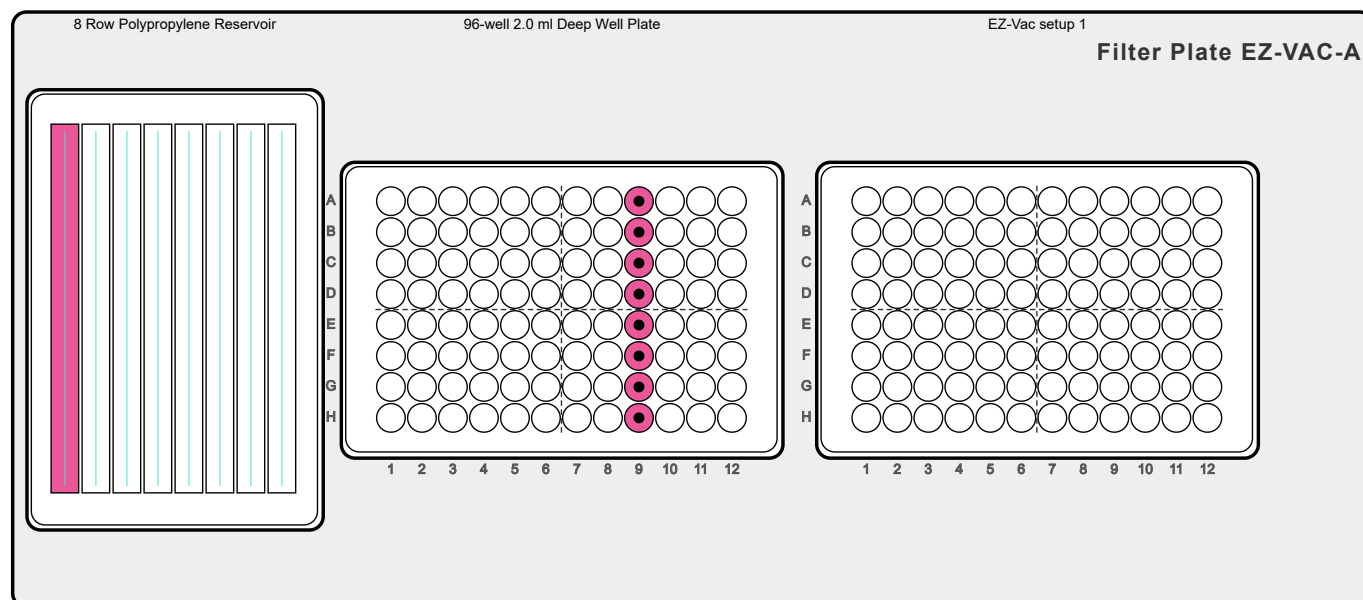 8 Row Polypropylene Reservoir
96-well 2.0 ml Deep Well Plate
EZ-Vac setup 1
Filter Plate EZ-VAC-A
A
B
C
D
E
F
G
H
1 2 3 4 5 6 7 8 9 10 11 12
A
B
C
D
E
F
G
H
1 2 3 4 5 6 7 8 9 10 11 12